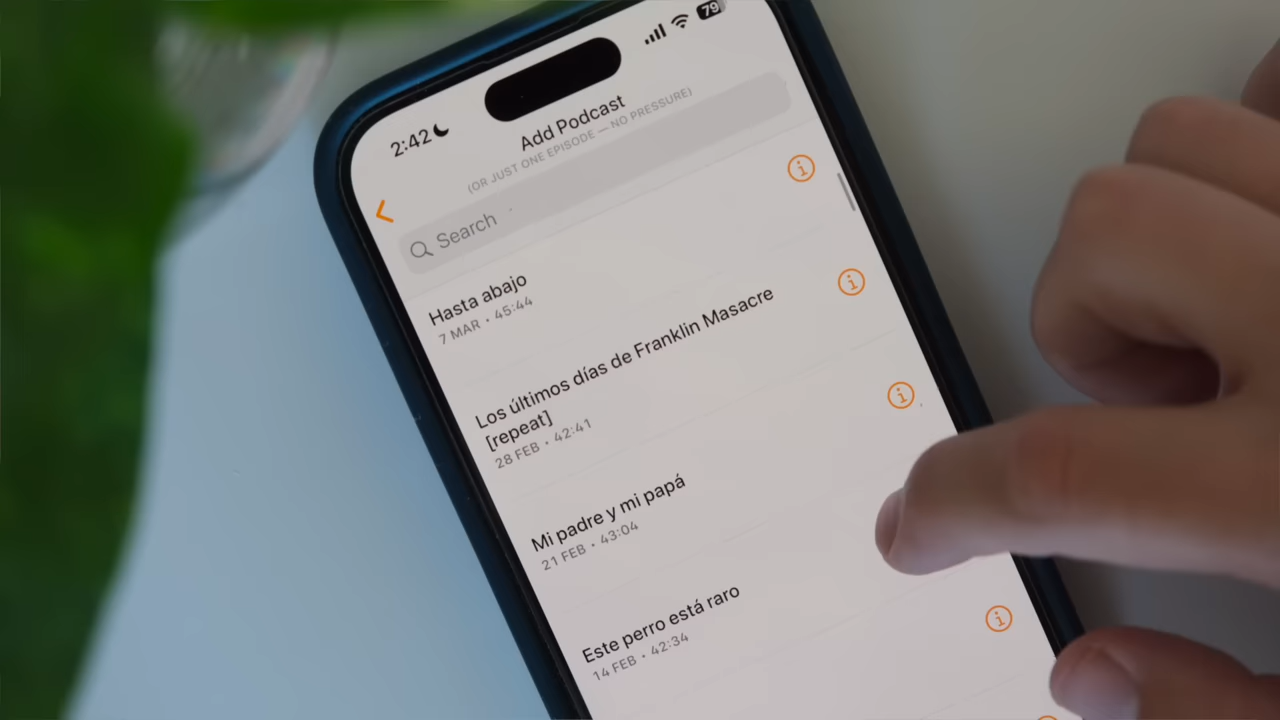 2:42
79
Add Podcast
(OR JUST ONE EPISODE — NO PRESSURE)
Search
Hasta abajo
7 MAR • 45:44
Los últimos días de Franklin Masacre
[repeat]
28 FEB • 42:41
Mi padre y mi papá
21 FEB • 43:04
Este perro está raro
14 FEB • 42:34